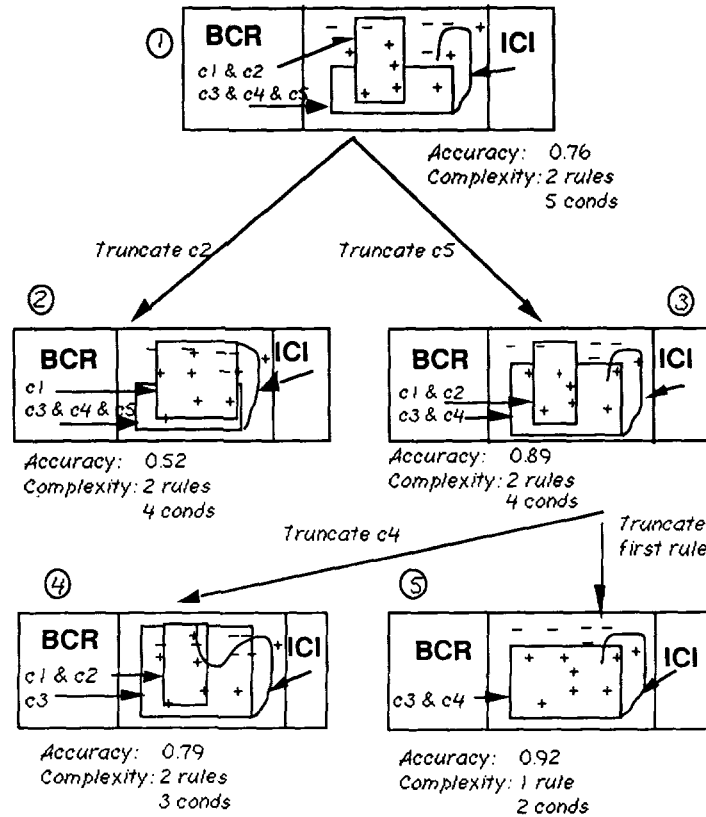 ①
BCR
ICI
c1 & c2
c3 & c4 & c5
Accuracy: 0.76
Complexity: 2 rules
5 conds
Truncate c2
Truncate c5
②
BCR
ICI
c1
c3 & c4 & c5
Accuracy: 0.52
Complexity: 2 rules
4 conds
③
BCR
ICI
c1 & c2
c3 & c4
Accuracy: 0.89
Complexity: 2 rules
4 conds
Truncate c4
Truncate
first rule
④
BCR
ICI
c1 & c2
c3
Accuracy: 0.79
Complexity: 2 rules
3 conds
⑤
BCR
ICI
c3 & c4
Accuracy: 0.92
Complexity: 1 rule
2 conds